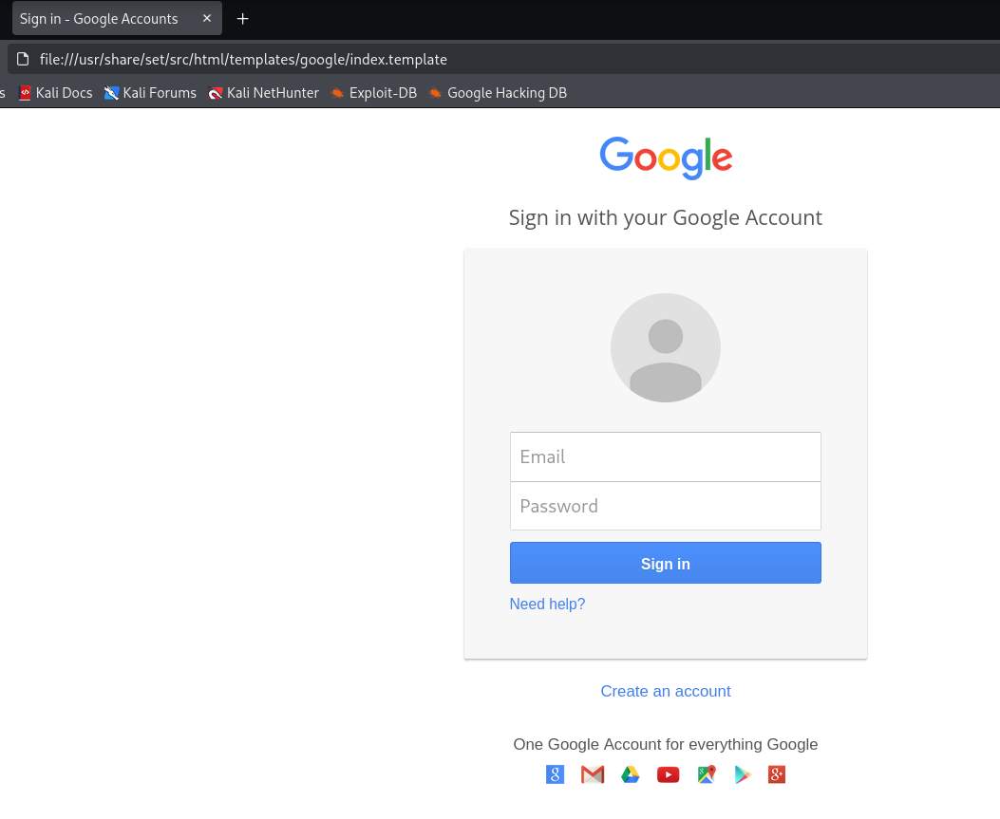 Sign in - Google Accounts
file:///usr/share/set/src/html/templates/google/index.template
s Kali Docs Kali Forums Kali NetHunter Exploit-DB Google Hacking DB
Google
Sign in with your Google Account
Email
Password
Sign in
Need help?
Create an account
One Google Account for everything Google